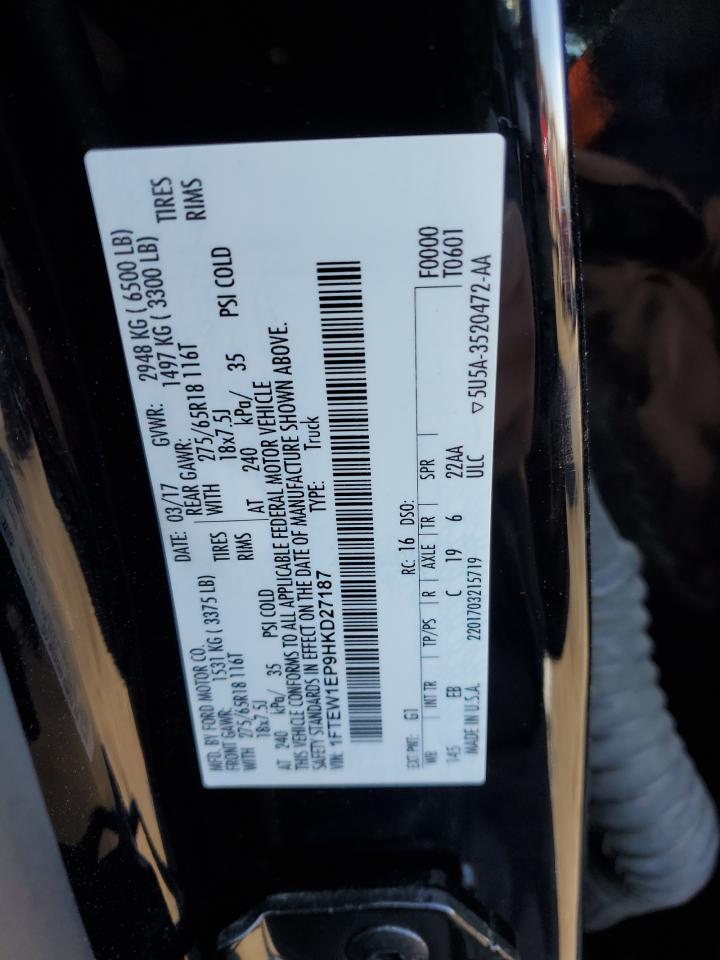 MFD. BY FORD MOTOR CO.
DATE: 03/17 GVWR: 2948 KG ( 6500 LB)
FRONT GAWR: 1531 KG ( 3375 LB) REAR GAWR: 1497 KG ( 3300 LB)
WITH 275/65R18 116T TIRES WITH 275/65R18 116T TIRES
18x7.5J RIMS 18x7.5J RIMS
AT 240 kPa/ 35 PSI COLD AT 240 kPa/ 35 PSI COLD
THIS VEHICLE CONFORMS TO ALL APPLICABLE FEDERAL MOTOR VEHICLE
SAFETY STANDARDS IN EFFECT ON THE DATE OF MANUFACTURE SHOWN ABOVE.
VIN: 1FTEW1EP9HKD27187 TYPE: Truck
EXT PNT: G1 RC: 16 DSO: F0000
WB INT TR TP/PS R AXLE TR SPR T0601
145 EB C 19 6 22AA
MADE IN U.S.A. 2201703215719 ULC ▽5U5A-3520472-AA